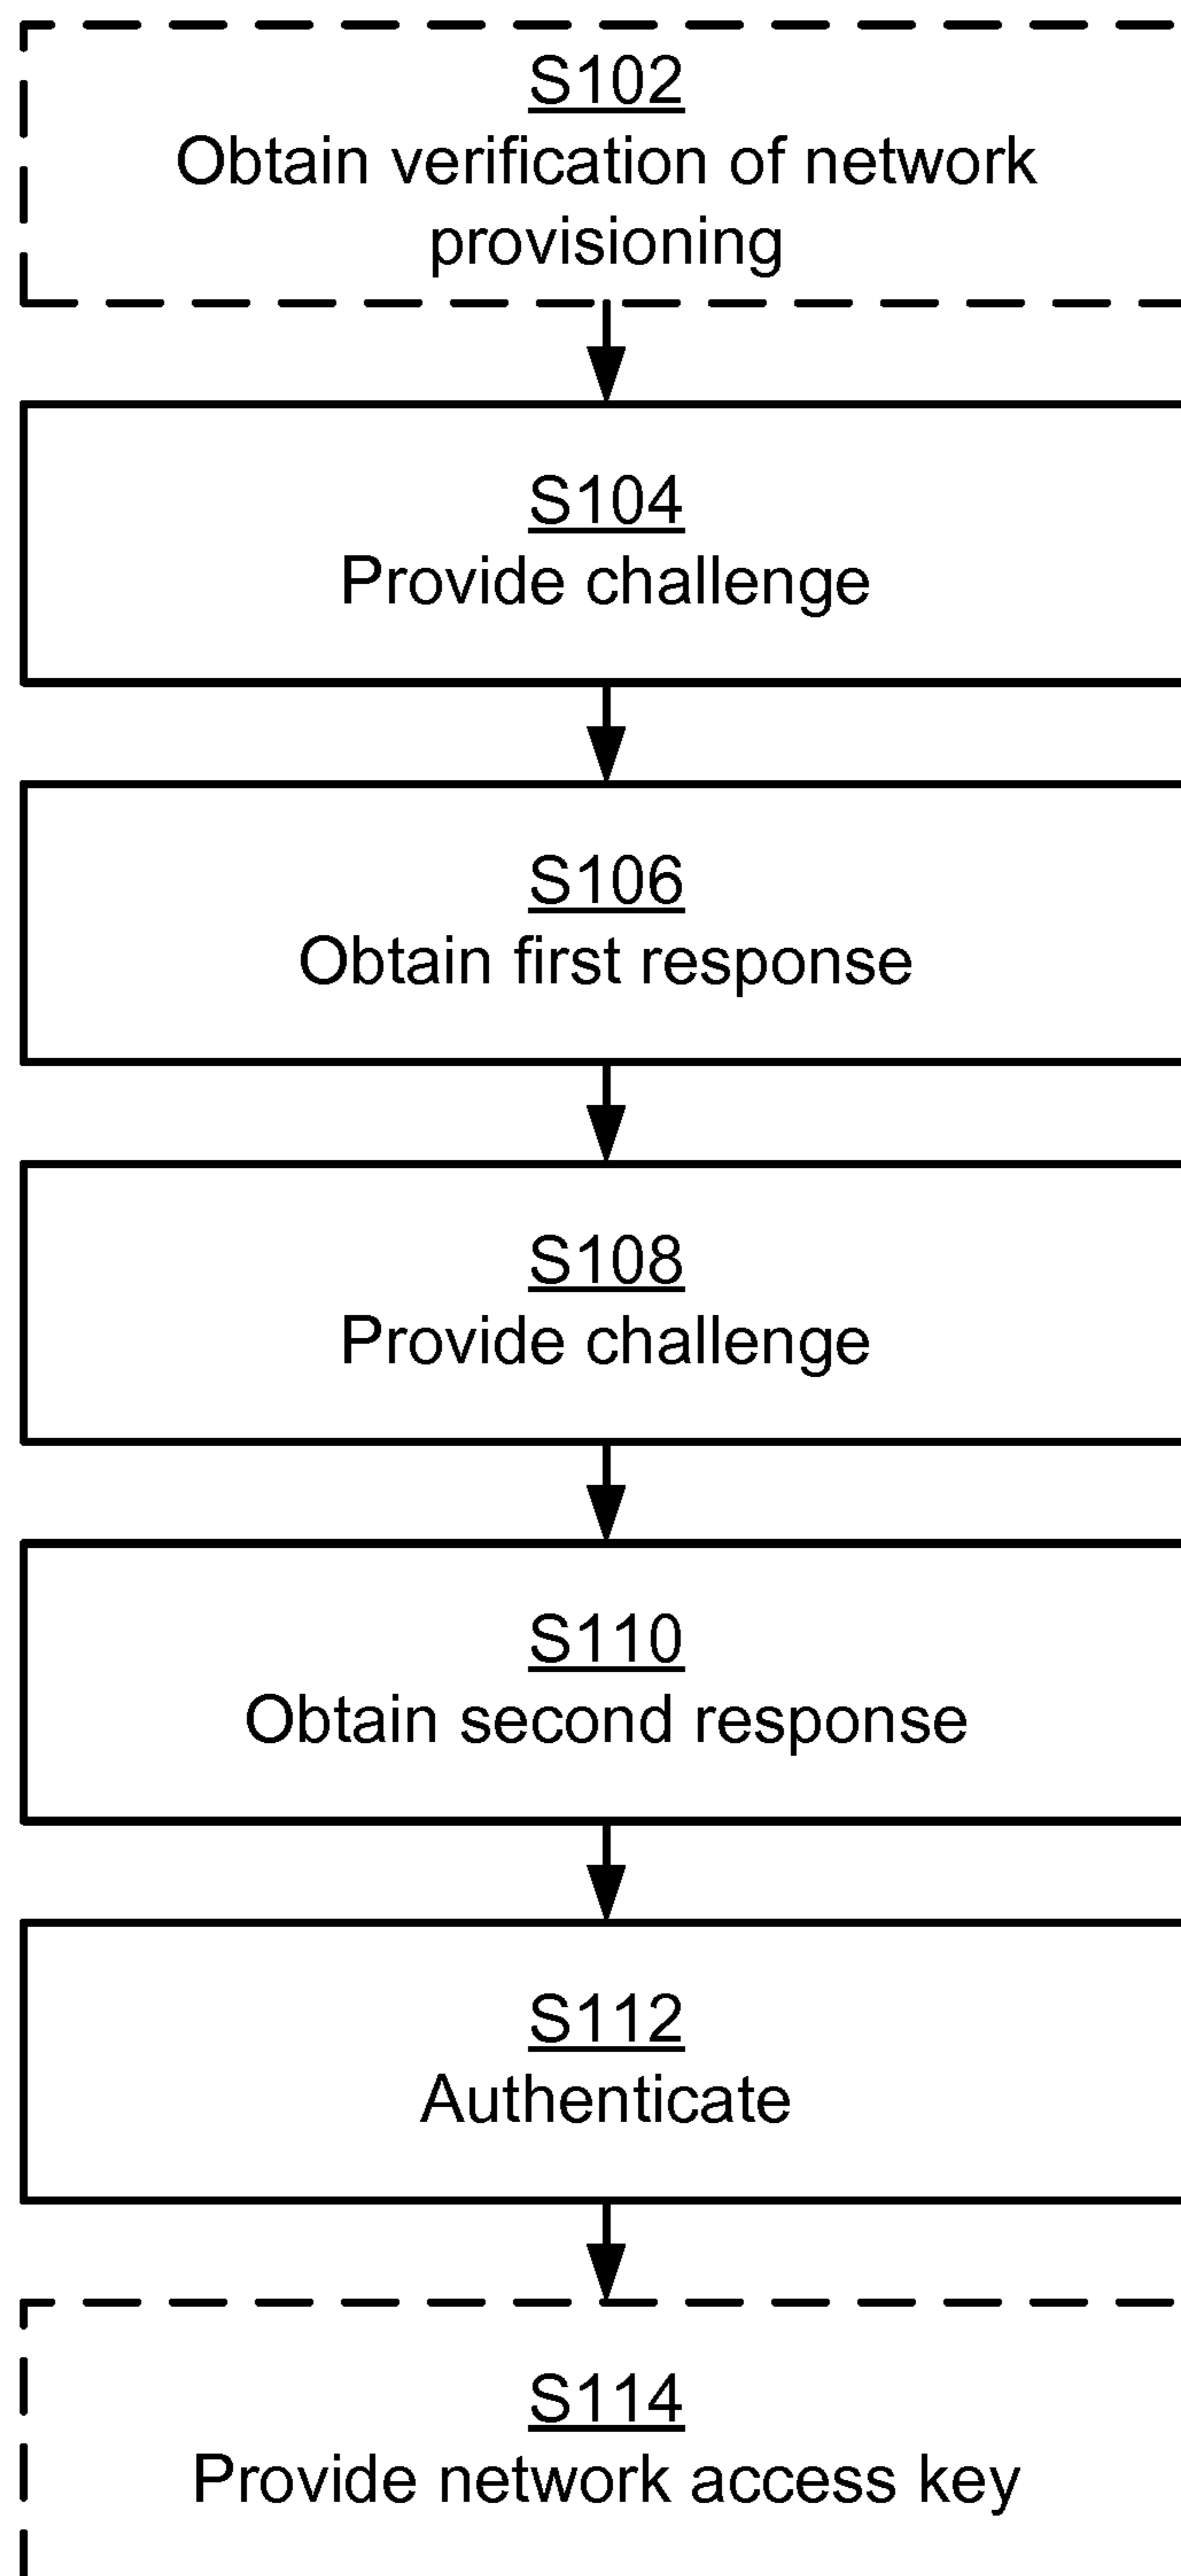 S102
Obtain verification of network
provisioning
S104
Provide challenge
S106
Obtain first response
S108
Provide challenge
S110
Obtain second response
S112
Authenticate
S114
Provide network access key